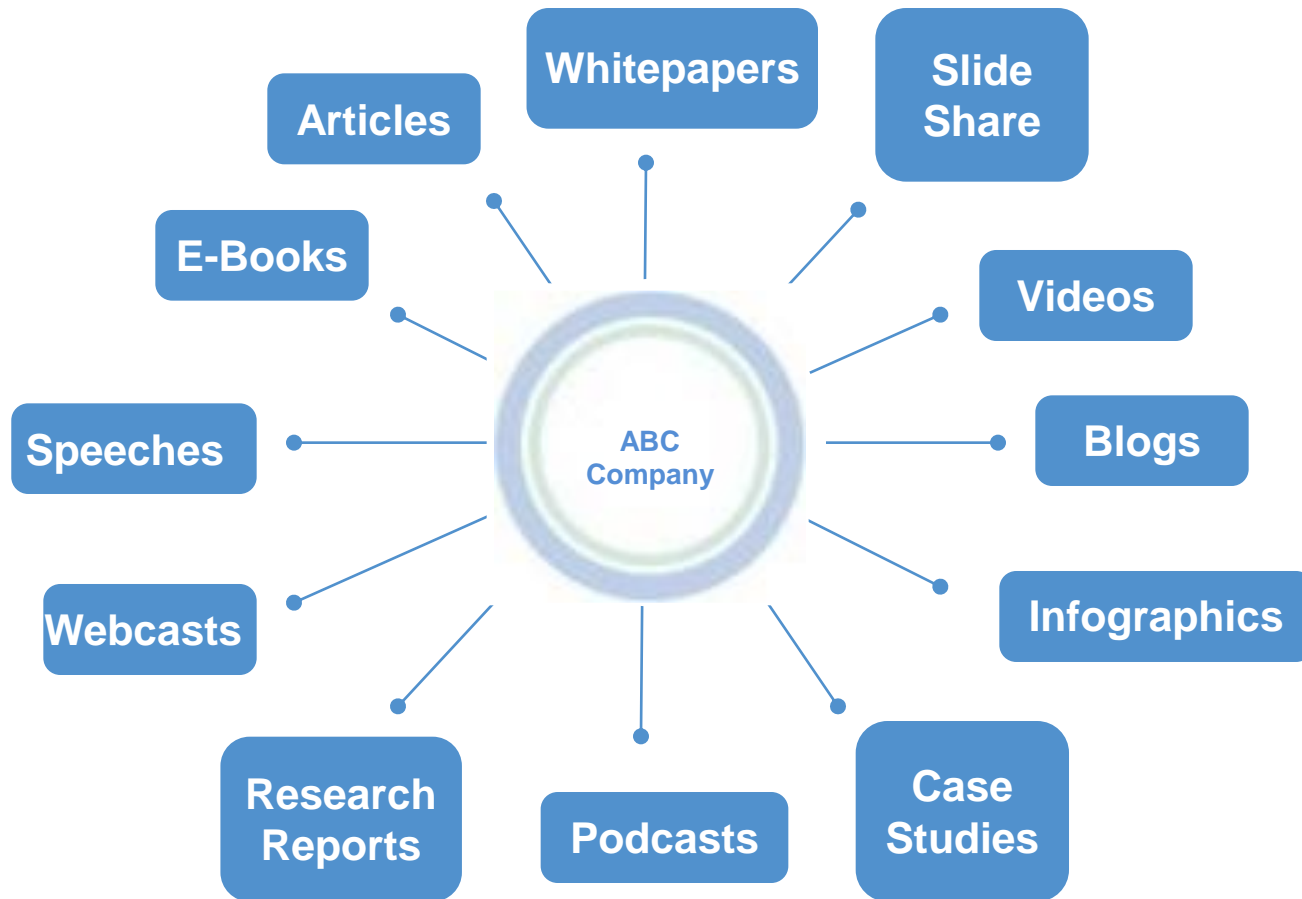 Whitepapers
Slide
Share
Articles
E-Books
Videos
Speeches
ABC
Company
Blogs
Webcasts
Infographics
Research
Reports
Podcasts
Case
Studies